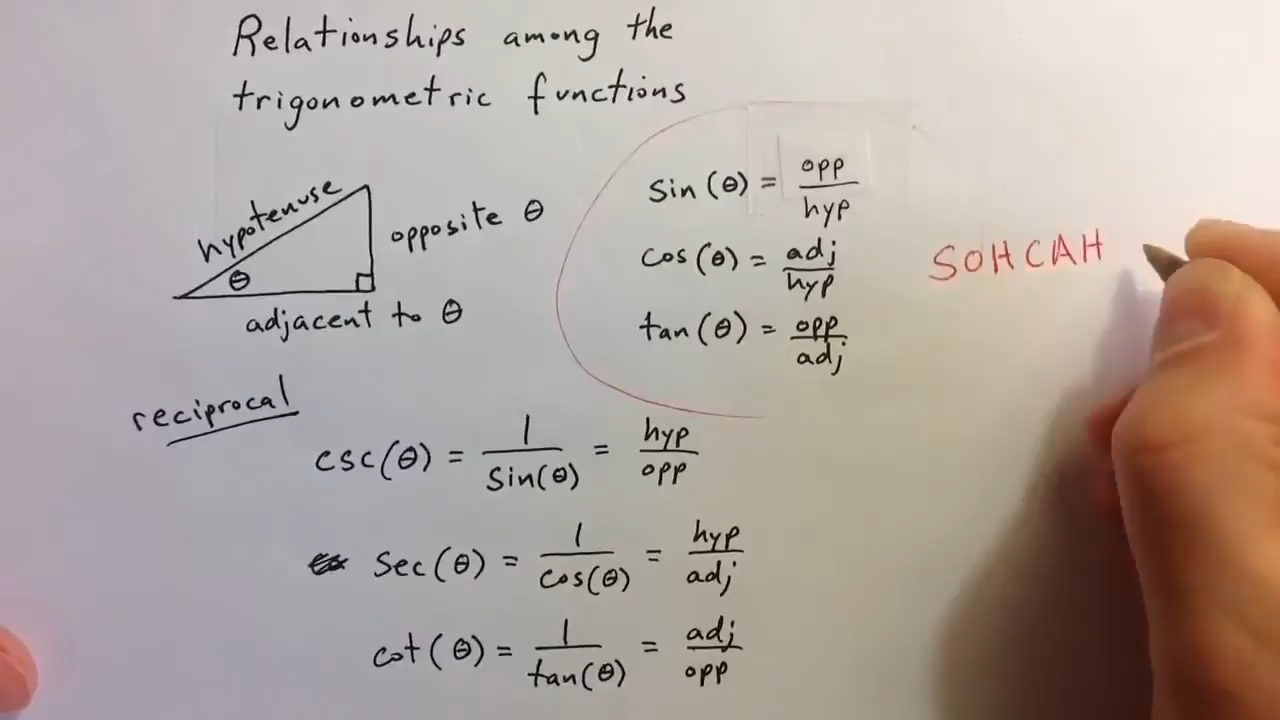 Relationships among the
trigonometric functions
hypotenuse
θ
opposite θ
adjacent to θ
sin(θ) = opp/hyp
cos(θ) = adj/hyp
tan(θ) = opp/adj
SOHCAH
reciprocal
csc(θ) = 1/sin(θ) = hyp/opp
sec(θ) = 1/cos(θ) = hyp/adj
cot(θ) = 1/tan(θ) = adj/opp